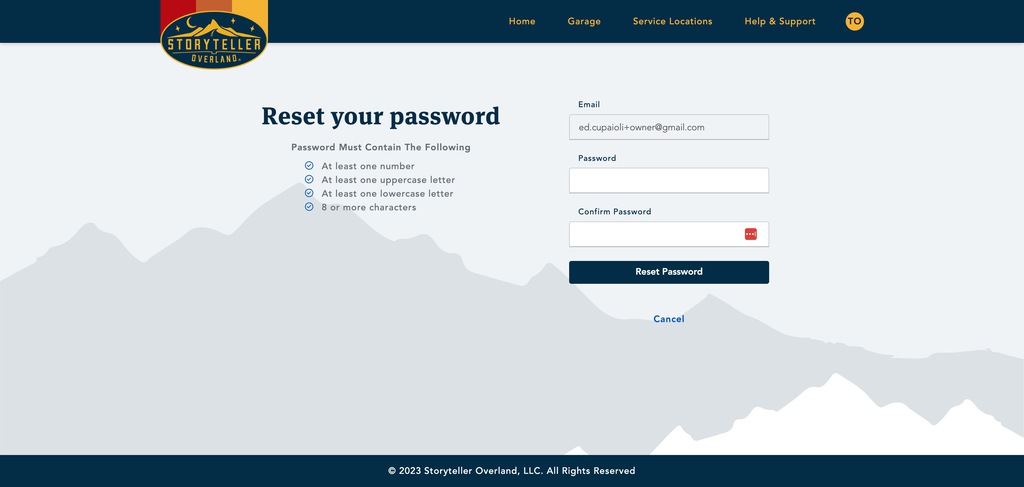 STORYTELLER
OVERLAND
Home
Garage
Service Locations
Help & Support
TO
Reset your password
Password Must Contain The Following
At least one number
At least one uppercase letter
At least one lowercase letter
8 or more characters
Email
ed.cupaioli+owner@gmail.com
Password
Confirm Password
Reset Password
Cancel
© 2023 Storyteller Overland, LLC. All Rights Reserved